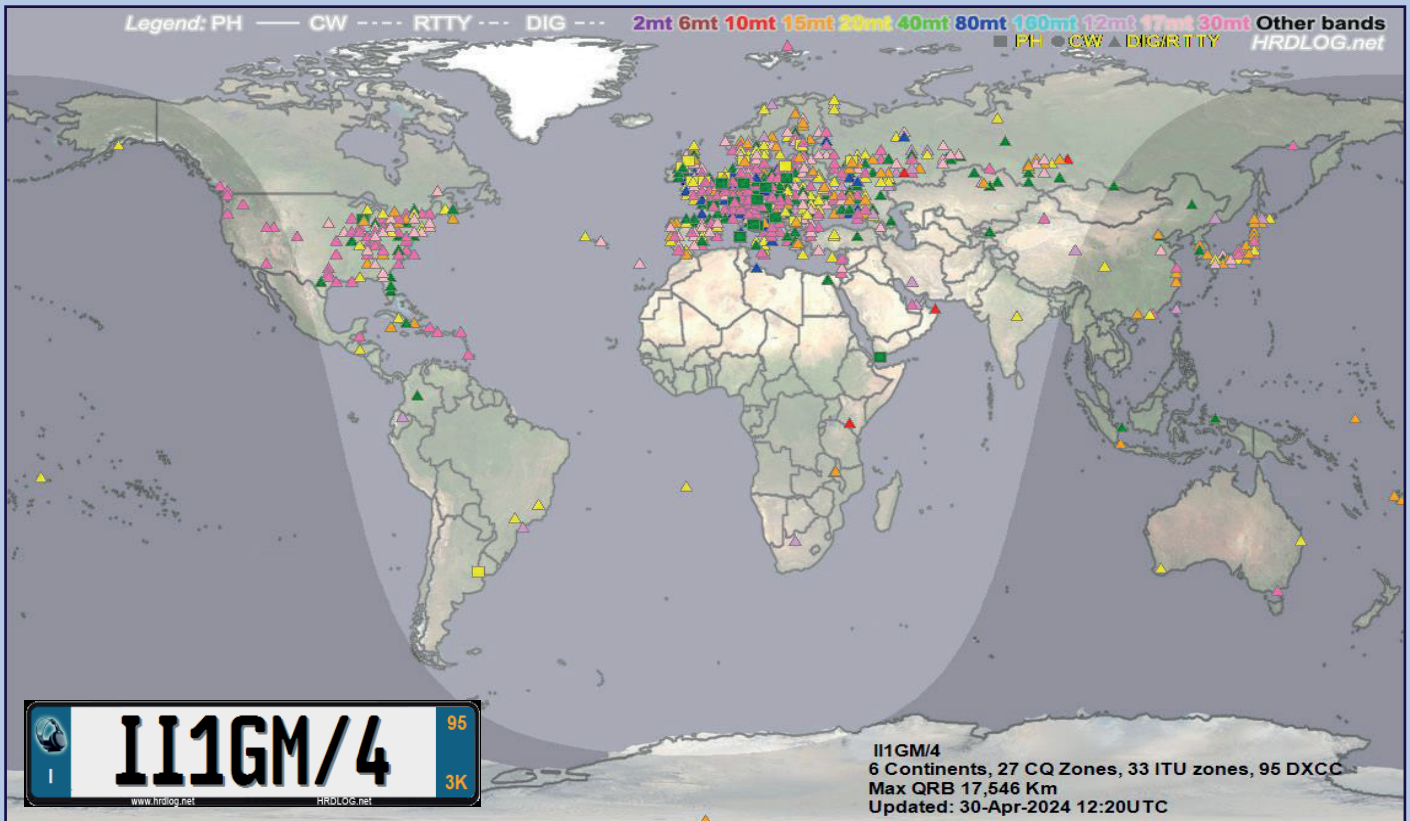 Legend: PH CW RTTY DIG 2mt 6mt 10mt 15mt 20mt 40mt 80mt 160mt 12mt 17mt 30mt Other bands
PH CW DIG/RTTY HRDLOG.net
II1GM/4
95
I
3K
www.hrdlog.net HRDLOG.net
II1GM/4
6 Continents, 27 CQ Zones, 33 ITU zones, 95 DXCC
Max QRB 17,546 Km
Updated: 30-Apr-2024 12:20UTC